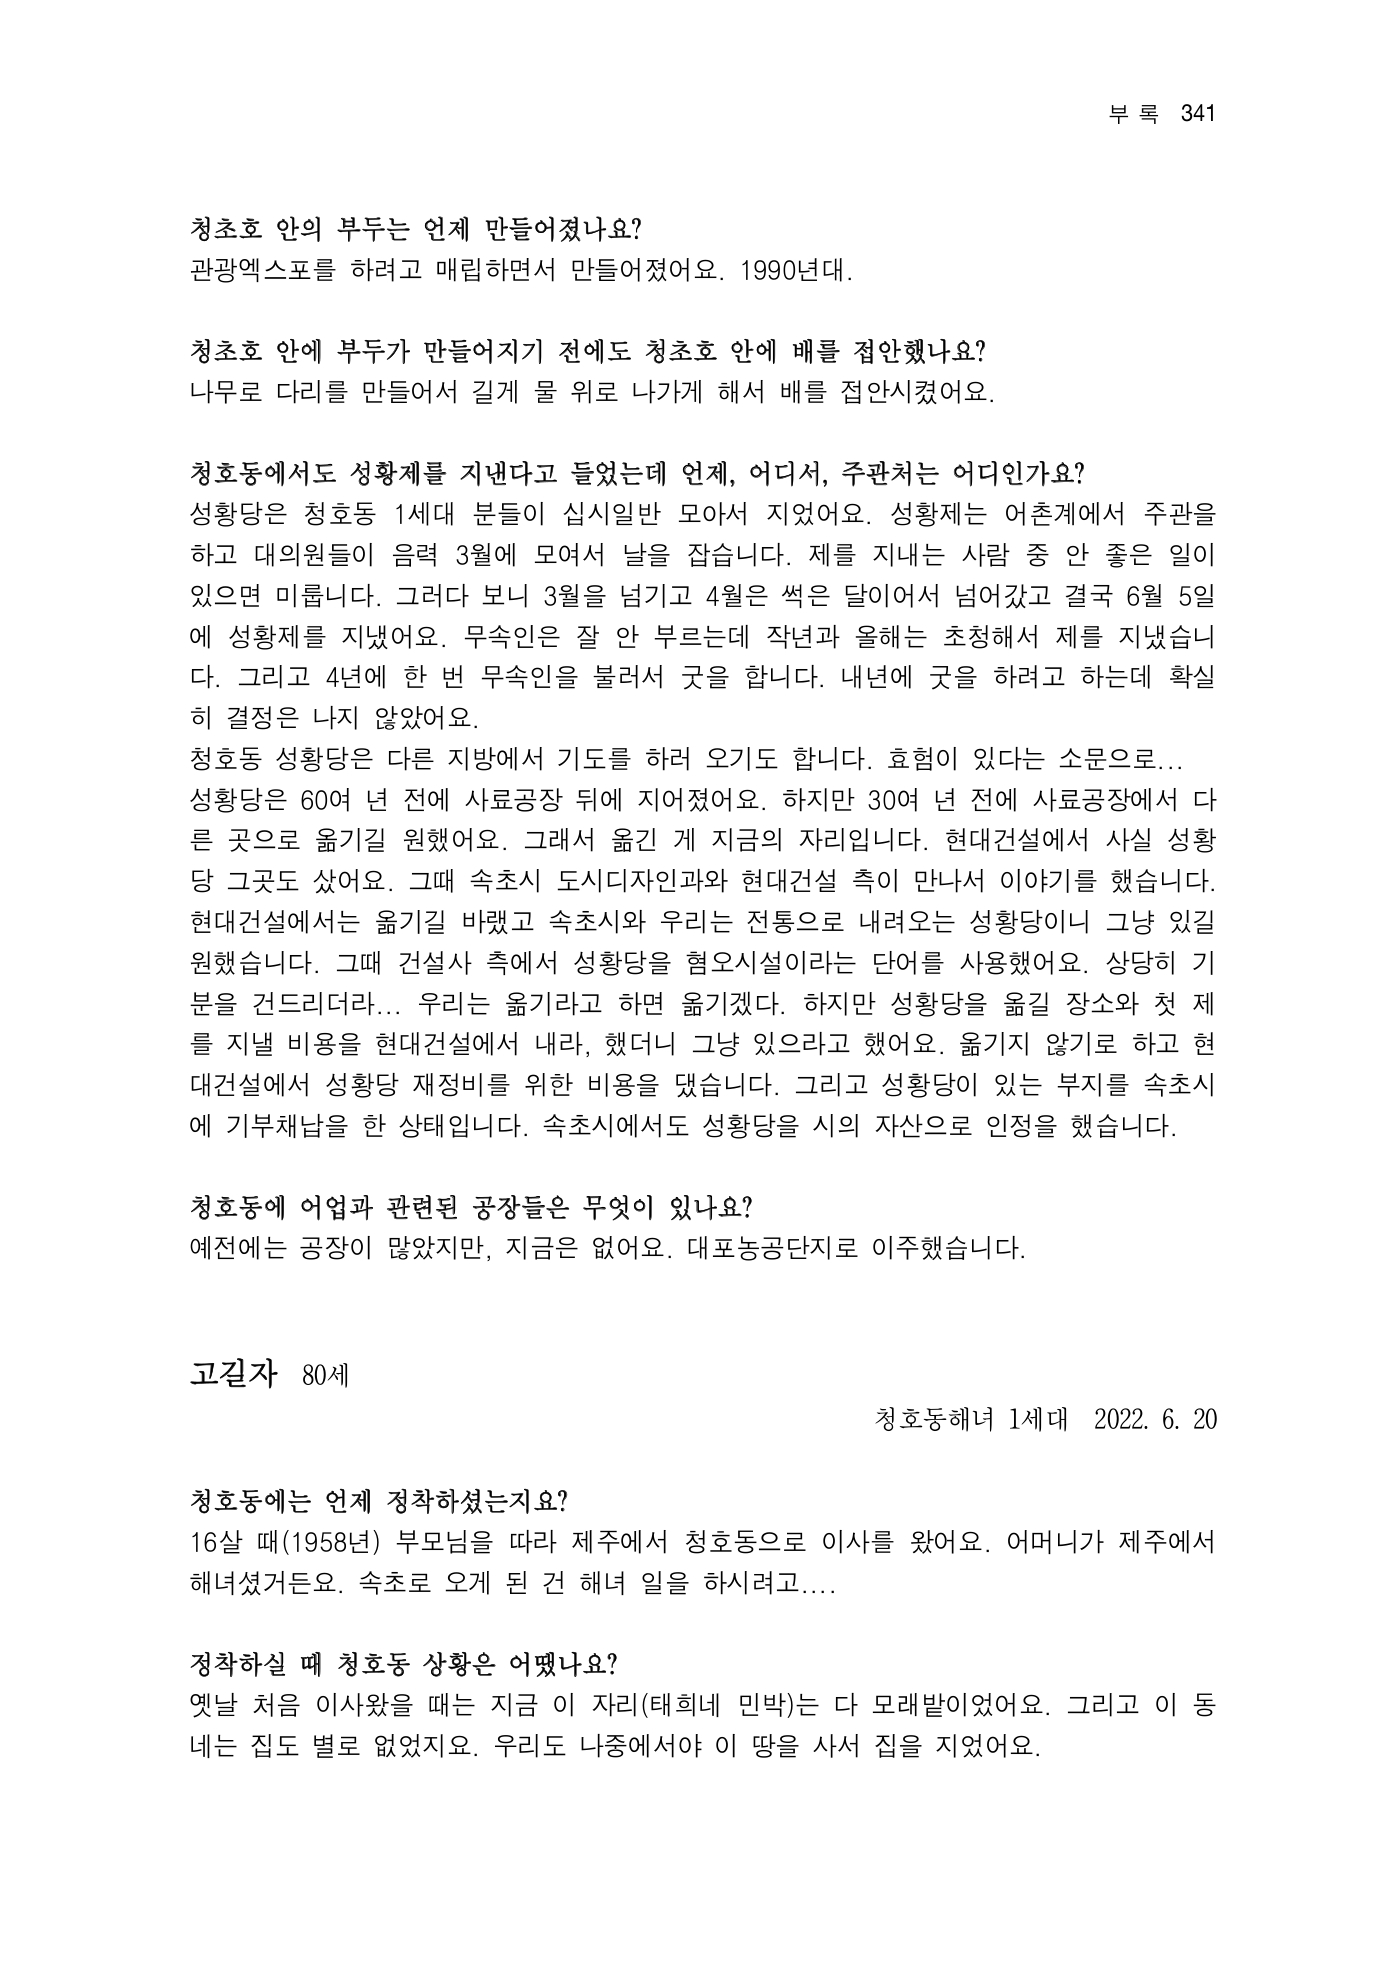 부 록 341
청초호 안의 부두는 언제 만들어졌나요?
관광엑스포를 하려고 매립하면서 만들어졌어요. 1990년대.
청초호 안에 부두가 만들어지기 전에도 청초호 안에 배를 접안했나요?
나무로 다리를 만들어서 길게 물 위로 나가게 해서 배를 접안시켰어요.
청호동에서도 성황제를 지낸다고 들었는데 언제, 어디서, 주관처는 어디인가요?
성황당은 청호동 1세대 분들이 십시일반 모아서 지었어요. 성황제는 어촌계에서 주관을
하고 대의원들이 음력 3월에 모여서 날을 잡습니다. 제를 지내는 사람 중 안 좋은 일이
있으면 미룹니다. 그러다 보니 3월을 넘기고 4월은 썩은 달이어서 넘어갔고 결국 6월 5일
에 성황제를 지냈어요. 무속인은 잘 안 부르는데 작년과 올해는 초청해서 제를 지냈습니
다. 그리고 4년에 한 번 무속인을 불러서 굿을 합니다. 내년에 굿을 하려고 하는데 확실
히 결정은 나지 않았어요.
청호동 성황당은 다른 지방에서 기도를 하러 오기도 합니다. 효험이 있다는 소문으로…
성황당은 60여 년 전에 사료공장 뒤에 지어졌어요. 하지만 30여 년 전에 사료공장에서 다
른 곳으로 옮기길 원했어요. 그래서 옮긴 게 지금의 자리입니다. 현대건설에서 사실 성황
당 그곳도 샀어요. 그때 속초시 도시디자인과와 현대건설 측이 만나서 이야기를 했습니다.
현대건설에서는 옮기길 바랬고 속초시와 우리는 전통으로 내려오는 성황당이니 그냥 있길
원했습니다. 그때 건설사 측에서 성황당을 혐오시설이라는 단어를 사용했어요. 상당히 기
분을 건드리더라… 우리는 옮기라고 하면 옮기겠다. 하지만 성황당을 옮길 장소와 첫 제
를 지낼 비용을 현대건설에서 내라, 했더니 그냥 있으라고 했어요. 옮기지 않기로 하고 현
대건설에서 성황당 재정비를 위한 비용을 댔습니다. 그리고 성황당이 있는 부지를 속초시
에 기부채납을 한 상태입니다. 속초시에서도 성황당을 시의 자산으로 인정을 했습니다.
청호동에 어업과 관련된 공장들은 무엇이 있나요?
예전에는 공장이 많았지만, 지금은 없어요. 대포농공단지로 이주했습니다.
고길자 80세
청호동해녀 1세대 2022. 6. 20
청호동에는 언제 정착하셨는지요?
16살 때(1958년) 부모님을 따라 제주에서 청호동으로 이사를 왔어요. 어머니가 제주에서
해녀셨거든요. 속초로 오게 된 건 해녀 일을 하시려고….
정착하실 때 청호동 상황은 어땠나요?
옛날 처음 이사왔을 때는 지금 이 자리(태희네 민박)는 다 모래밭이었어요. 그리고 이 동
네는 집도 별로 없었지요. 우리도 나중에서야 이 땅을 사서 집을 지었어요.